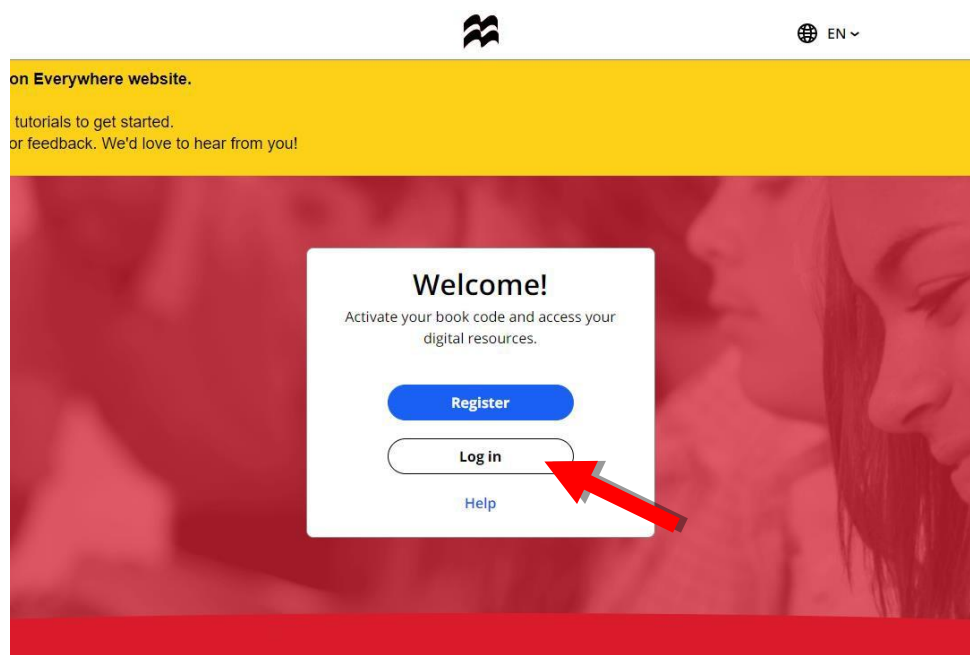 EN
on Everywhere website.
tutorials to get started.
or feedback. We'd love to hear from you!
Welcome!
Activate your book code and access your
digital resources.
Register
Log in
Help